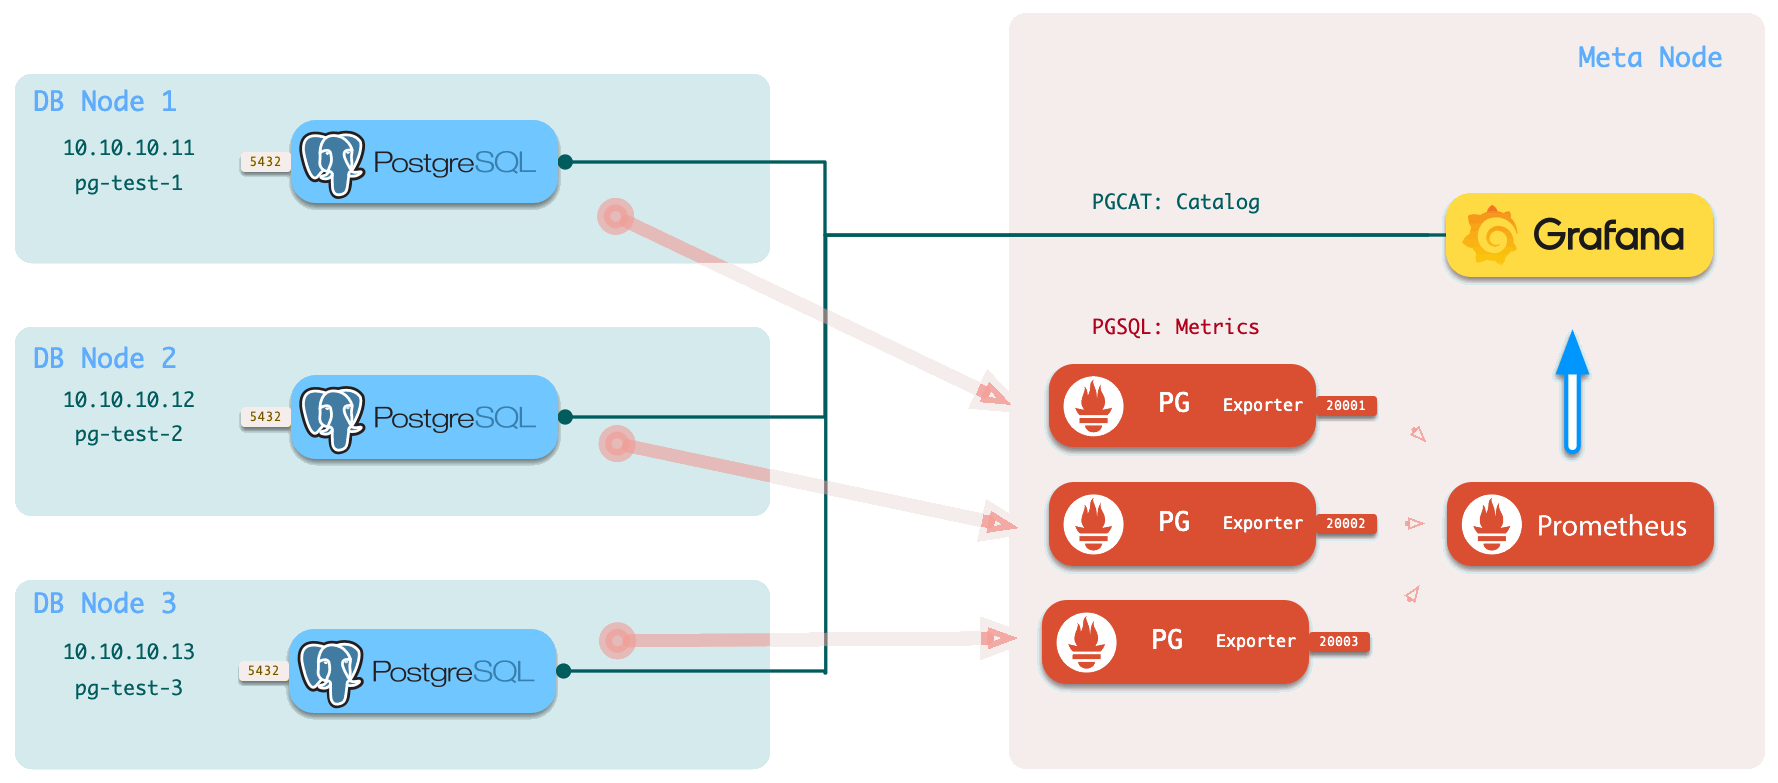 Meta Node
DB Node 1
10.10.10.11
pg-test-1
5432
PostgreSQL
PGCAT: Catalog
Grafana
DB Node 2
10.10.10.12
pg-test-2
5432
PostgreSQL
PGSQL: Metrics
PG Exporter 20001
PG Exporter 20002
Prometheus
DB Node 3
10.10.10.13
pg-test-3
5432
PostgreSQL
PG Exporter 20003